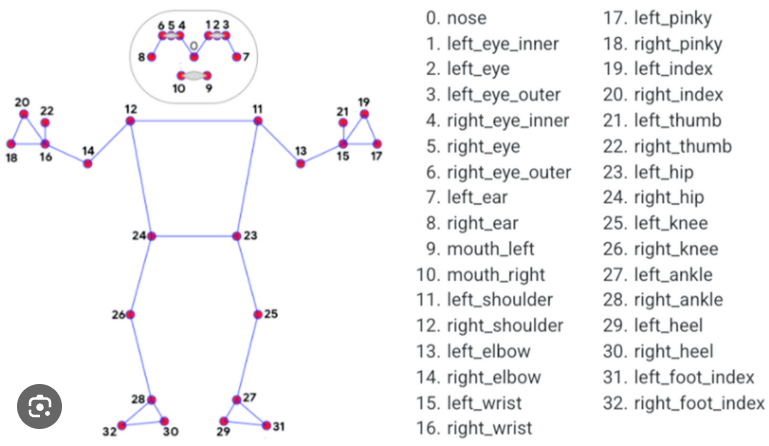 6 5 4 1 2 3
0
8 7
10 9
20 22 12 11 21 19
18 16 14 13 15 17
24 23
26 25
28 27
32 30 29 31
0. nose
1. left_eye_inner
2. left_eye
3. left_eye_outer
4. right_eye_inner
5. right_eye
6. right_eye_outer
7. left_ear
8. right_ear
9. mouth_left
10. mouth_right
11. left_shoulder
12. right_shoulder
13. left_elbow
14. right_elbow
15. left_wrist
16. right_wrist
17. left_pinky
18. right_pinky
19. left_index
20. right_index
21. left_thumb
22. right_thumb
23. left_hip
24. right_hip
25. left_knee
26. right_knee
27. left_ankle
28. right_ankle
29. left_heel
30. right_heel
31. left_foot_index
32. right_foot_index